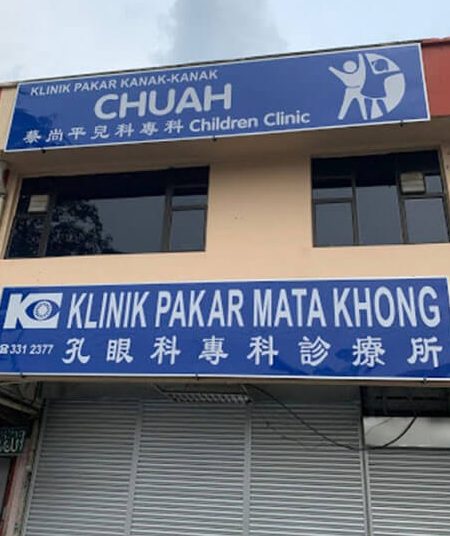 KLINIK PAKAR KANAK-KANAK
CHUAH
蔡尚平兒科專科 Children Clinic
KLINIK PAKAR MATA KHONG
☎331 2377 孔眼科專科診療所